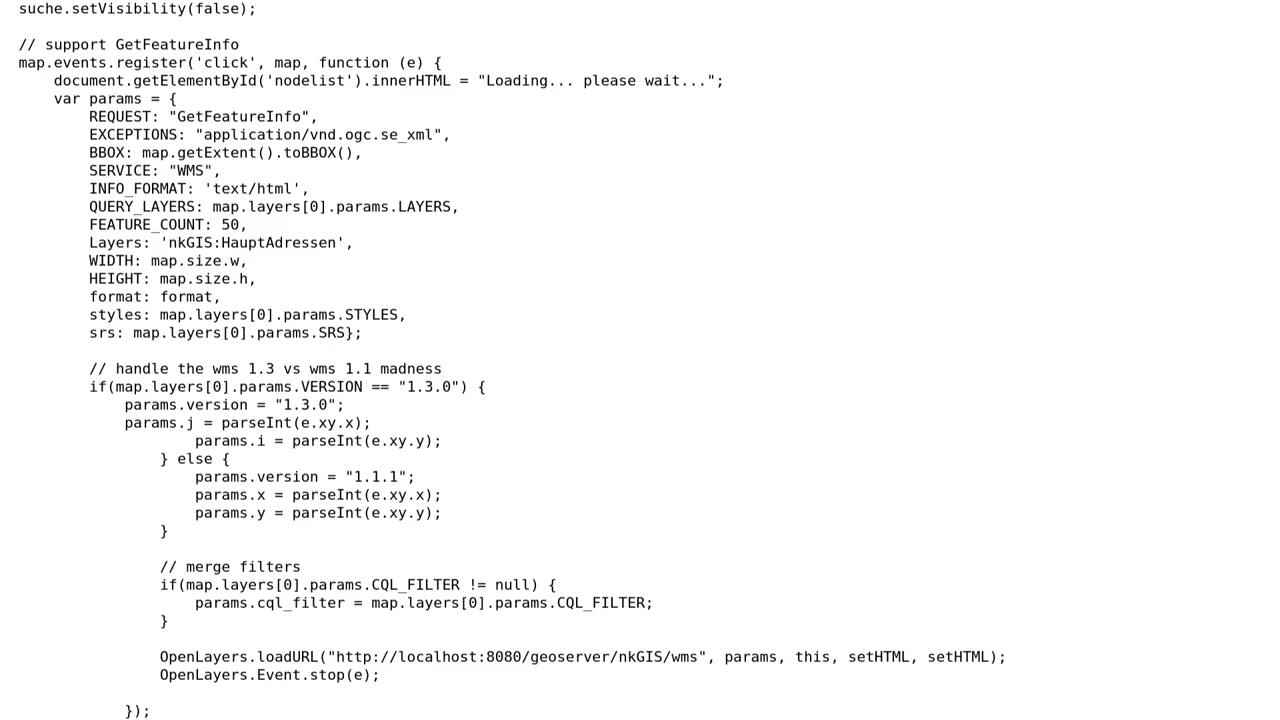 suche.setVisibility(false);

// support GetFeatureInfo
map.events.register('click', map, function (e) {
    document.getElementById('nodelist').innerHTML = "Loading... please wait...";
    var params = {
        REQUEST: "GetFeatureInfo",
        EXCEPTIONS: "application/vnd.ogc.se_xml",
        BBOX: map.getExtent().toBBOX(),
        SERVICE: "WMS",
        INFO_FORMAT: 'text/html',
        QUERY_LAYERS: map.layers[0].params.LAYERS,
        FEATURE_COUNT: 50,
        Layers: 'nkGIS:HauptAdressen',
        WIDTH: map.size.w,
        HEIGHT: map.size.h,
        format: format,
        styles: map.layers[0].params.STYLES,
        srs: map.layers[0].params.SRS};

        // handle the wms 1.3 vs wms 1.1 madness
        if(map.layers[0].params.VERSION == "1.3.0") {
            params.version = "1.3.0";
            params.j = parseInt(e.xy.x);
                    params.i = parseInt(e.xy.y);
                } else {
                    params.version = "1.1.1";
                    params.x = parseInt(e.xy.x);
                    params.y = parseInt(e.xy.y);
                }

                // merge filters
                if(map.layers[0].params.CQL_FILTER != null) {
                    params.cql_filter = map.layers[0].params.CQL_FILTER;
                }

                OpenLayers.loadURL("http://localhost:8080/geoserver/nkGIS/wms", params, this, setHTML, setHTML);
                OpenLayers.Event.stop(e);

            });